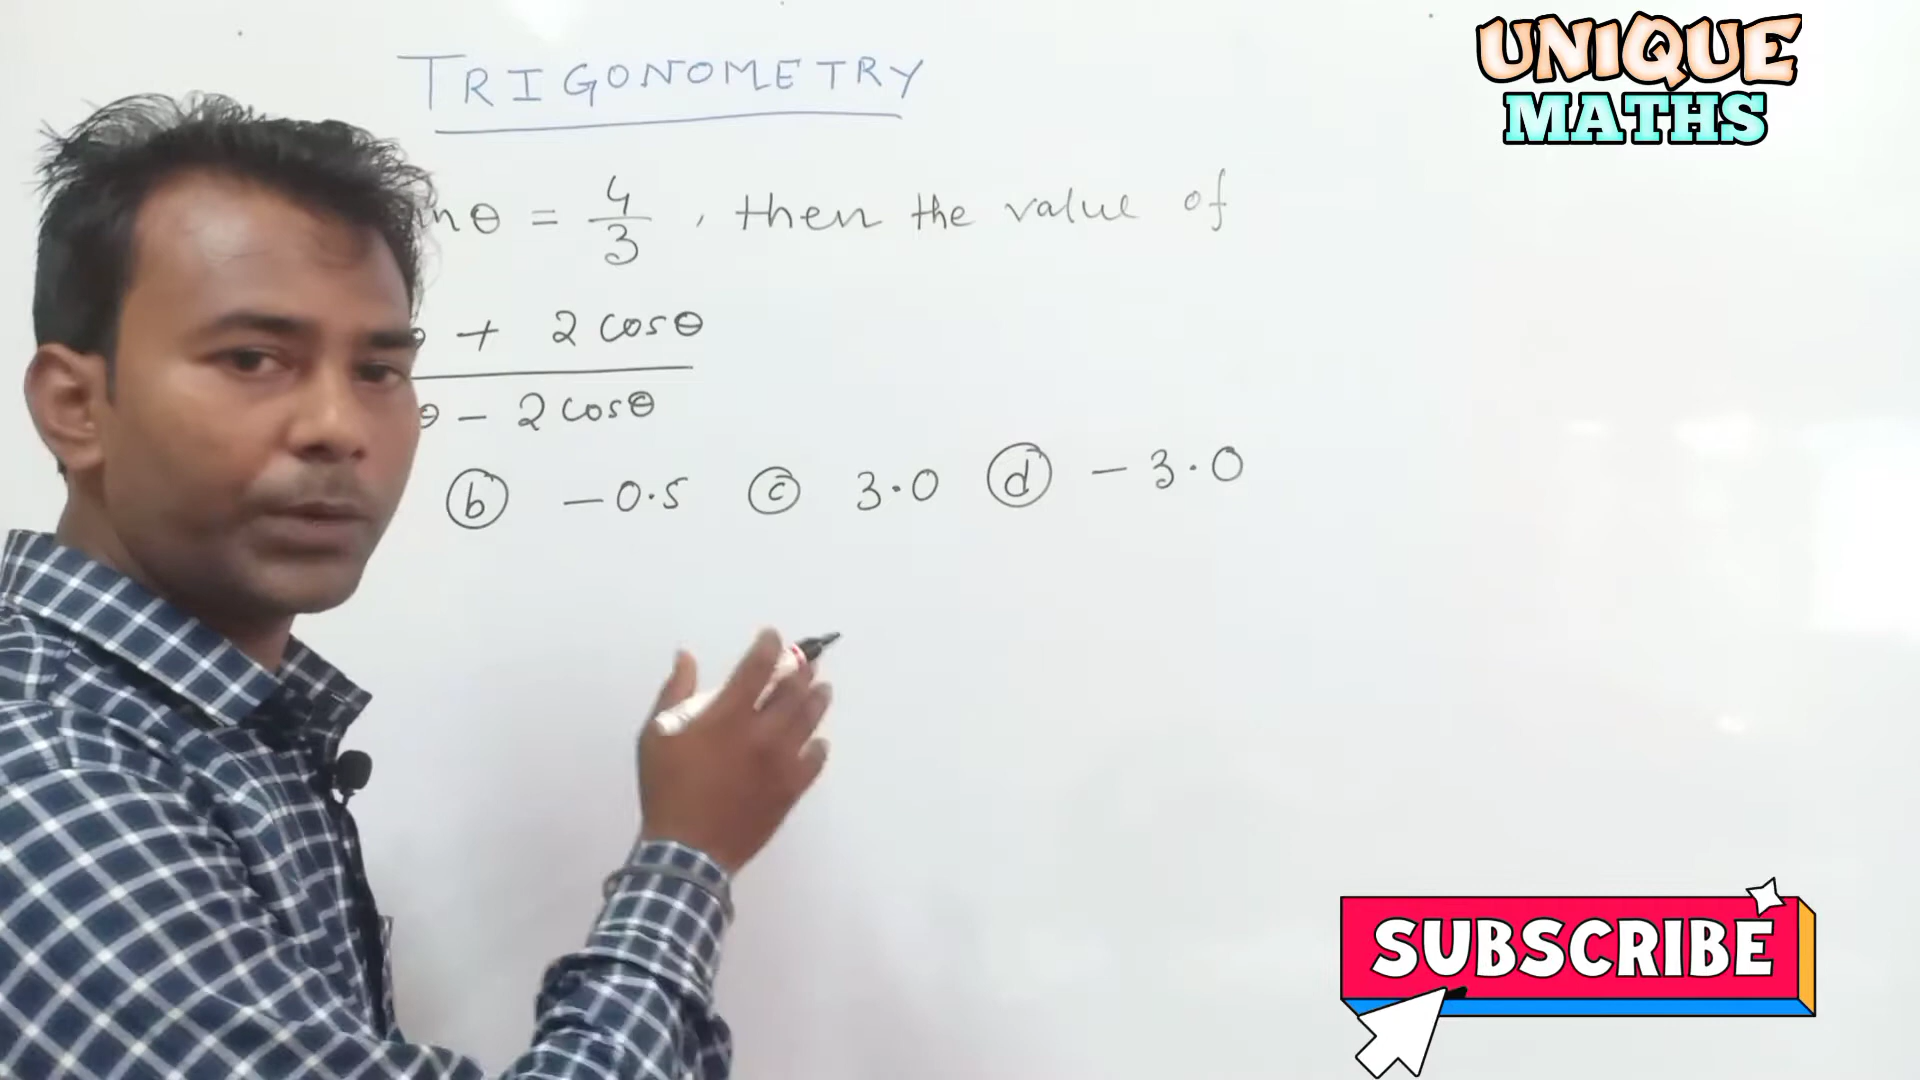 TRIGONOMETRY
UNIQUE
MATHS
nθ = 4/3, then the value of
θ + 2 cosθ
θ - 2 cosθ
ⓑ -0.5 ⓒ 3.0 ⓓ -3.0
SUBSCRIBE